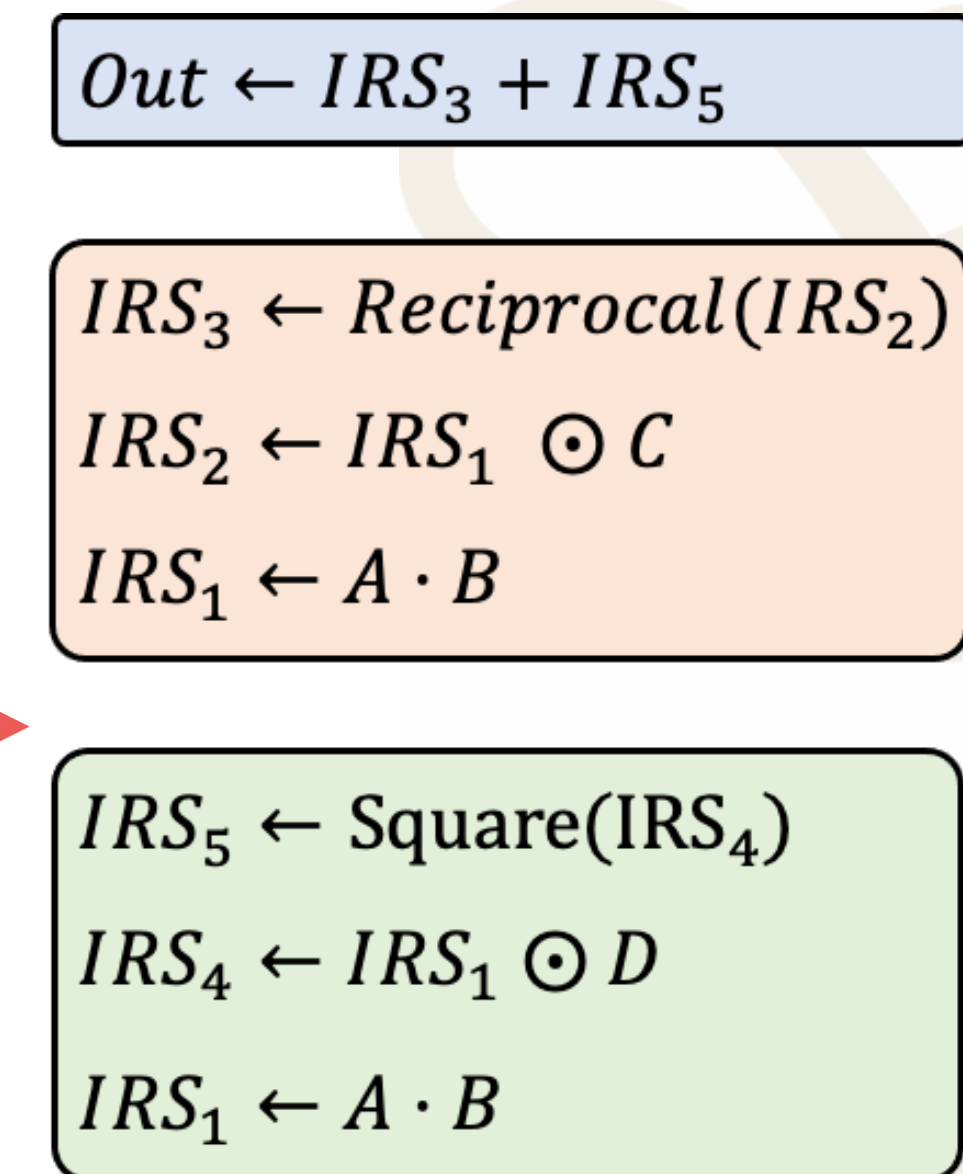 Out ← IRS₃ + IRS₅
IRS₃ ← Reciprocal(IRS₂)
IRS₂ ← IRS₁ ⊙ C
IRS₁ ← A · B
IRS₅ ← Square(IRS₄)
IRS₄ ← IRS₁ ⊙ D
IRS₁ ← A · B